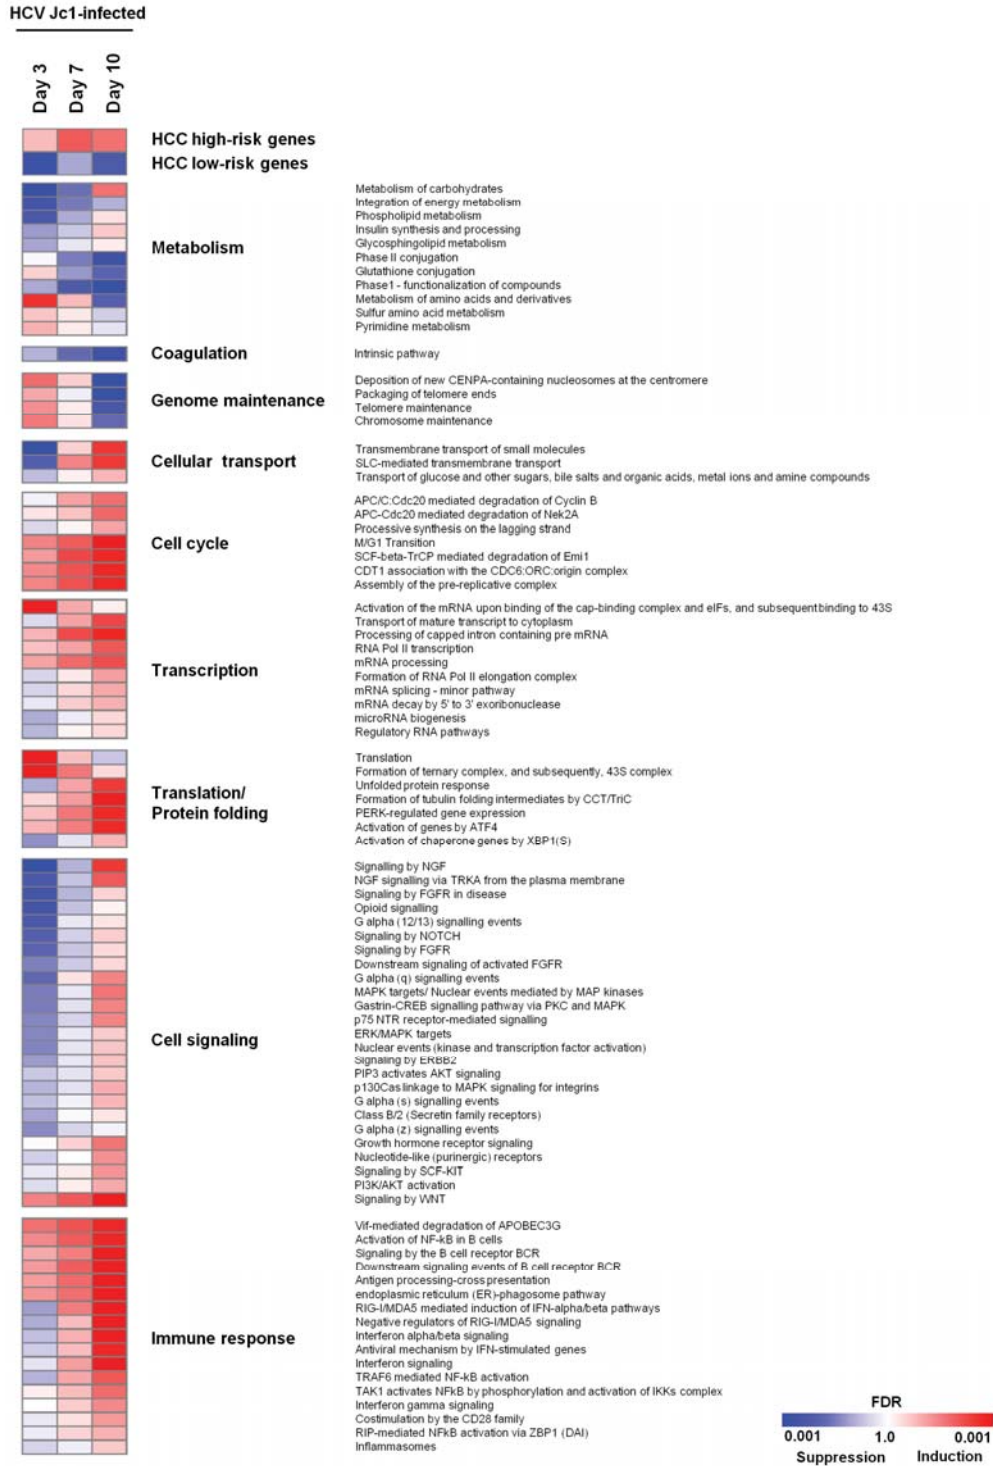 HCV Jc1-infected
Day 3
Day 7
Day 10
HCC high-risk genes
HCC low-risk genes
Metabolism
Metabolism of carbohydrates
Integration of energy metabolism
Phospholipid metabolism
Insulin synthesis and processing
Glycosphingolipid metabolism
Phase II conjugation
Glutathione conjugation
Phase1 - functionalization of compounds
Metabolism of amino acids and derivatives
Sulfur amino acid metabolism
Pyrimidine metabolism
Coagulation
Intrinsic pathway
Genome maintenance
Deposition of new CENPA-containing nucleosomes at the centromere
Packaging of telomere ends
Telomere maintenance
Chromosome maintenance
Cellular transport
Transmembrane transport of small molecules
SLC-mediated transmembrane transport
Transport of glucose and other sugars, bile salts and organic acids, metal ions and amine compounds
Cell cycle
APC/C:Cdc20 mediated degradation of Cyclin B
APC-Cdc20 mediated degradation of Nek2A
Processive synthesis on the lagging strand
M/G1 Transition
SCF-beta-TrCP mediated degradation of Emi1
CDT1 association with the CDC6:ORC:origin complex
Assembly of the pre-replicative complex
Transcription
Activation of the mRNA upon binding of the cap-binding complex and eIFs, and subsequent binding to 43S
Transport of mature transcript to cytoplasm
Processing of capped intron containing pre mRNA
RNA Pol II transcription
mRNA processing
Formation of RNA Pol II elongation complex
mRNA splicing - minor pathway
mRNA decay by 5' to 3' exoribonuclease
microRNA biogenesis
Regulatory RNA pathways
Translation/
Protein folding
Translation
Formation of ternary complex, and subsequently, 43S complex
Unfolded protein response
Formation of tubulin folding intermediates by CCT/TriC
PERK-regulated gene expression
Activation of genes by ATF4
Activation of chaperone genes by XBP1(S)
Cell signaling
Signalling by NGF
NGF signalling via TRKA from the plasma membrane
Signaling by FGFR in disease
Opioid signalling
G alpha (12/13) signalling events
Signaling by NOTCH
Signaling by FGFR
Downstream signaling of activated FGFR
G alpha (q) signalling events
MAPK targets/ Nuclear events mediated by MAP kinases
Gastrin-CREB signalling pathway via PKC and MAPK
p75 NTR receptor-mediated signalling
ERK/MAPK targets
Nuclear events (kinase and transcription factor activation)
Signaling by ERBB2
PIP3 activates AKT signaling
p130Cas linkage to MAPK signaling for integrins
G alpha (s) signalling events
Class B/2 (Secretin family receptors)
G alpha (z) signalling events
Growth hormone receptor signaling
Nucleotide-like (purinergic) receptors
Signaling by SCF-KIT
PI3K/AKT activation
Signaling by WNT
Immune response
Vif-mediated degradation of APOBEC3G
Activation of NF-kB in B cells
Signaling by the B cell receptor BCR
Downstream signaling events of B cell receptor BCR
Antigen processing-cross presentation
endoplasmic reticulum (ER)-phagosome pathway
RIG-I/MDA5 mediated induction of IFN-alpha/beta pathways
Negative regulators of RIG-I/MDA5 signaling
Interferon alpha/beta signaling
Antiviral mechanism by IFN-stimulated genes
Interferon signaling
TRAF6 mediated NF-kB activation
TAK1 activates NFkB by phosphorylation and activation of IKKs complex
Interferon gamma signaling
Costimulation by the CD28 family
RIP-mediated NFkB activation via ZBP1 (DAI)
Inflammasomes
FDR
0.001 1.0 0.001
Suppression Induction